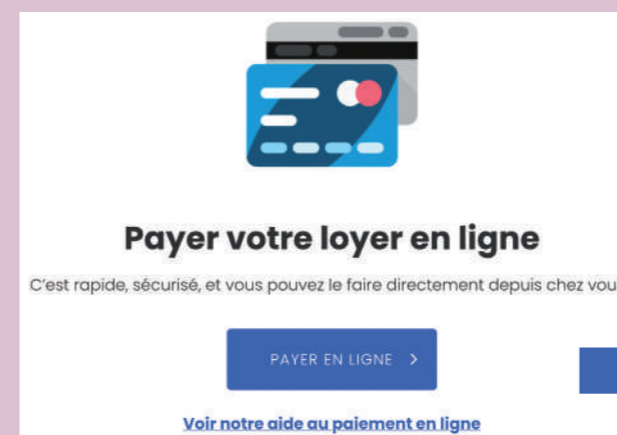 Payer votre loyer en ligne
C'est rapide, sécurisé, et vous pouvez le faire directement depuis chez vou
PAYER EN LIGNE >
Voir notre aide au paiement en ligne